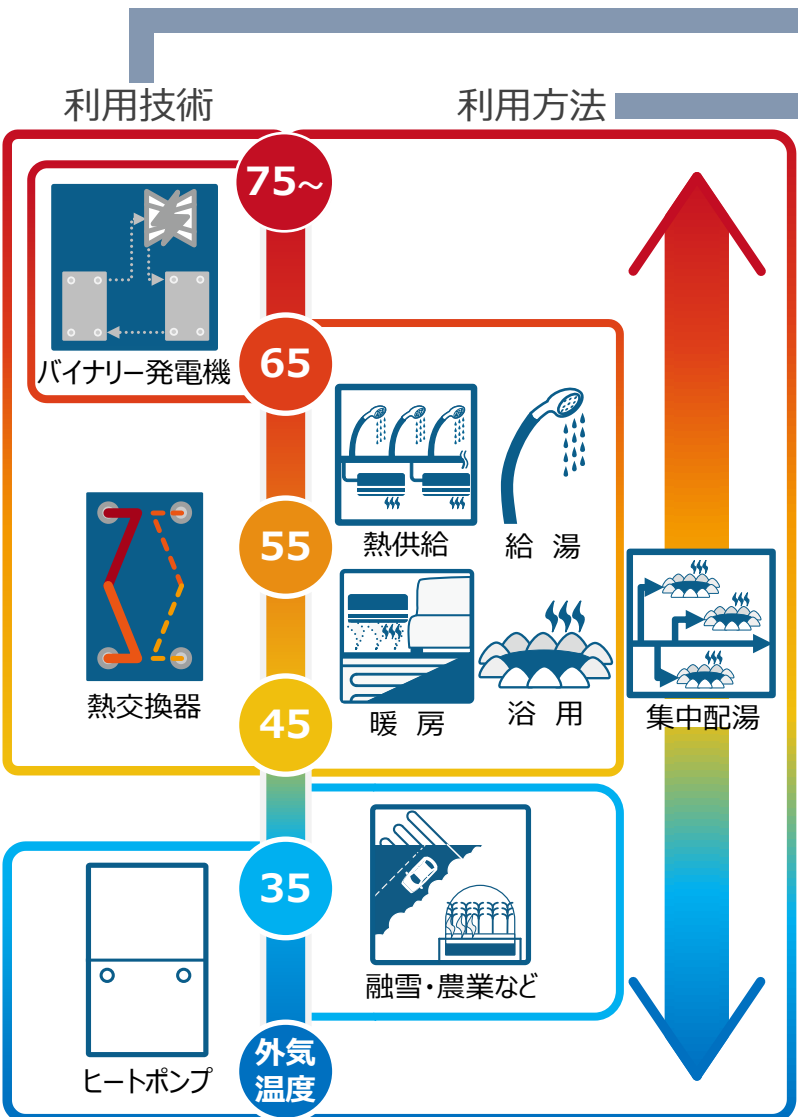 利用技術
利用方法
75~
バイナリー発電機
65
熱供給
給 湯
55
熱交換器
暖 房
浴 用
集中配湯
45
35
融雪・農業など
ヒートポンプ
外気
温度